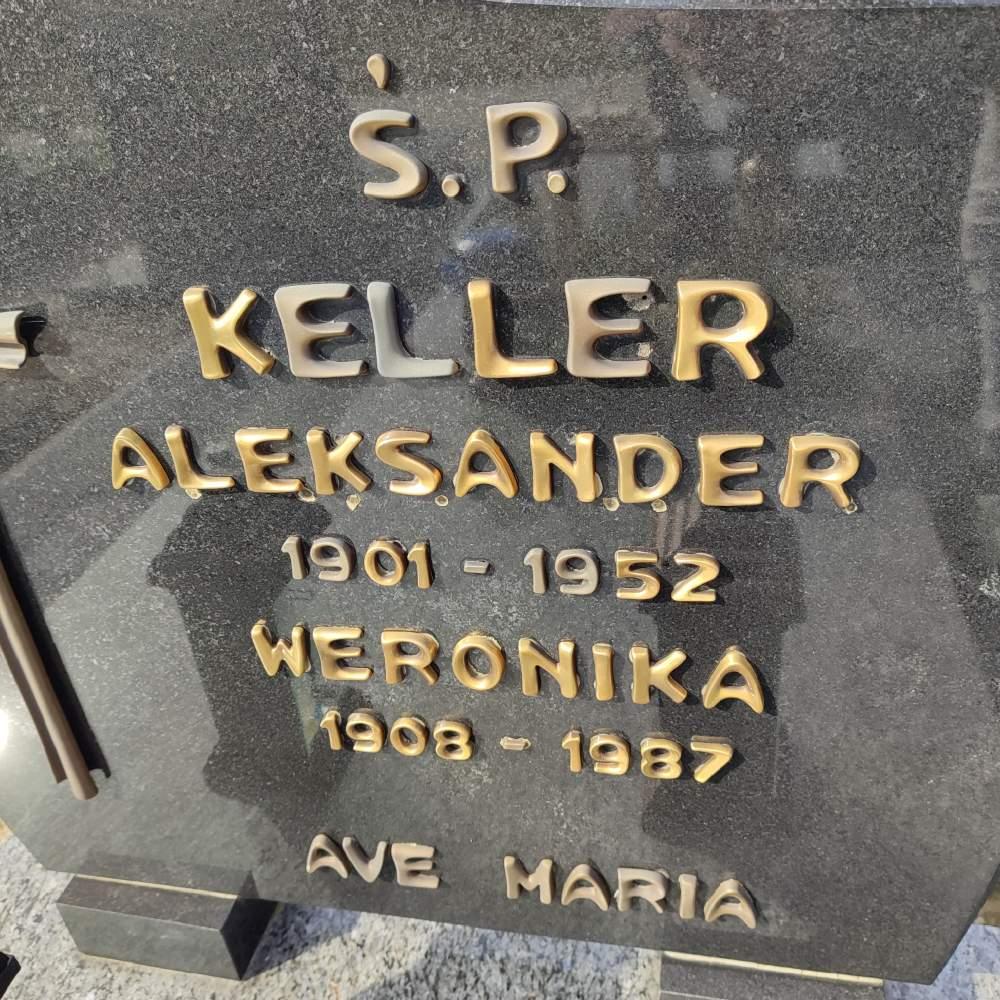 Ś.P.
KELLER
ALEKSANDER
1901 - 1952
WERONIKA
1908 - 1987
AVE MARIA